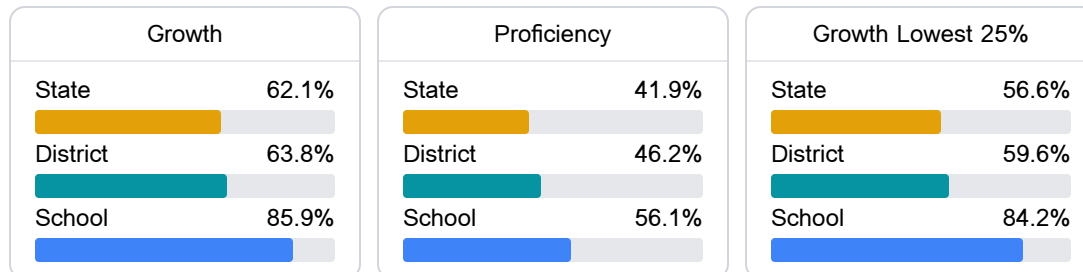 Growth
State 62.1%
District 63.8%
School 85.9%
Proficiency
State 41.9%
District 46.2%
School 56.1%
Growth Lowest 25%
State 56.6%
District 59.6%
School 84.2%